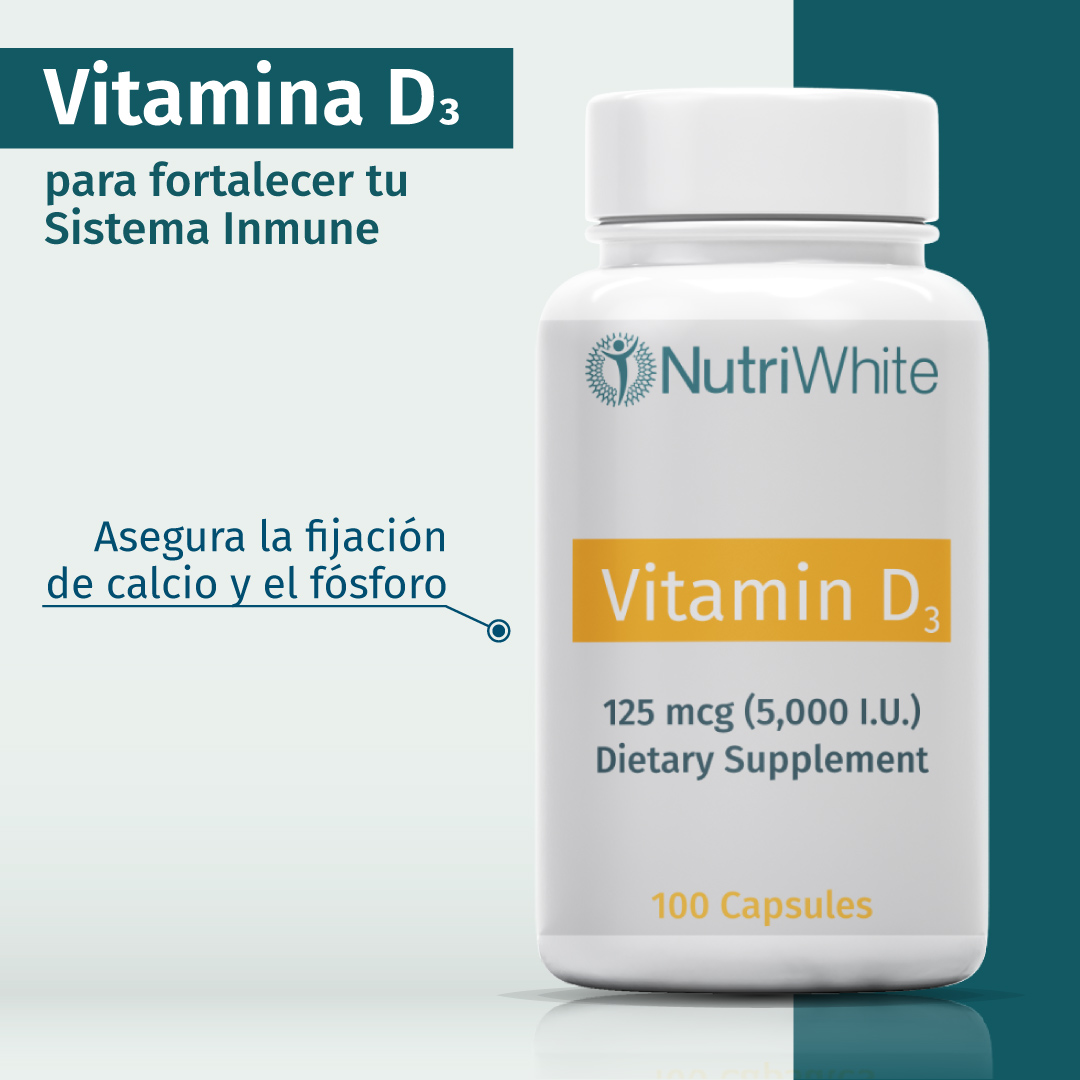 Vitamina D₃
para fortalecer tu
Sistema Inmune
NutriWhite
Asegura la fijación
de calcio y el fósforo
Vitamin D₃
125 mcg (5,000 I.U.)
Dietary Supplement
100 Capsules